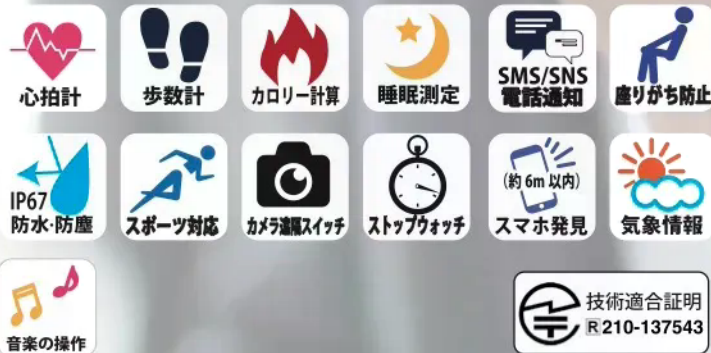 心拍計
歩数計
カロリー計算
睡眠測定
SMS/SNS
電話通知
座りがち防止
IP67
防水・防塵
スポーツ対応
カメラ遠隔スイッチ
ストップウォッチ
(約6m以内)
スマホ発見
気象情報
音楽の操作
技術適合証明
R 210-137543